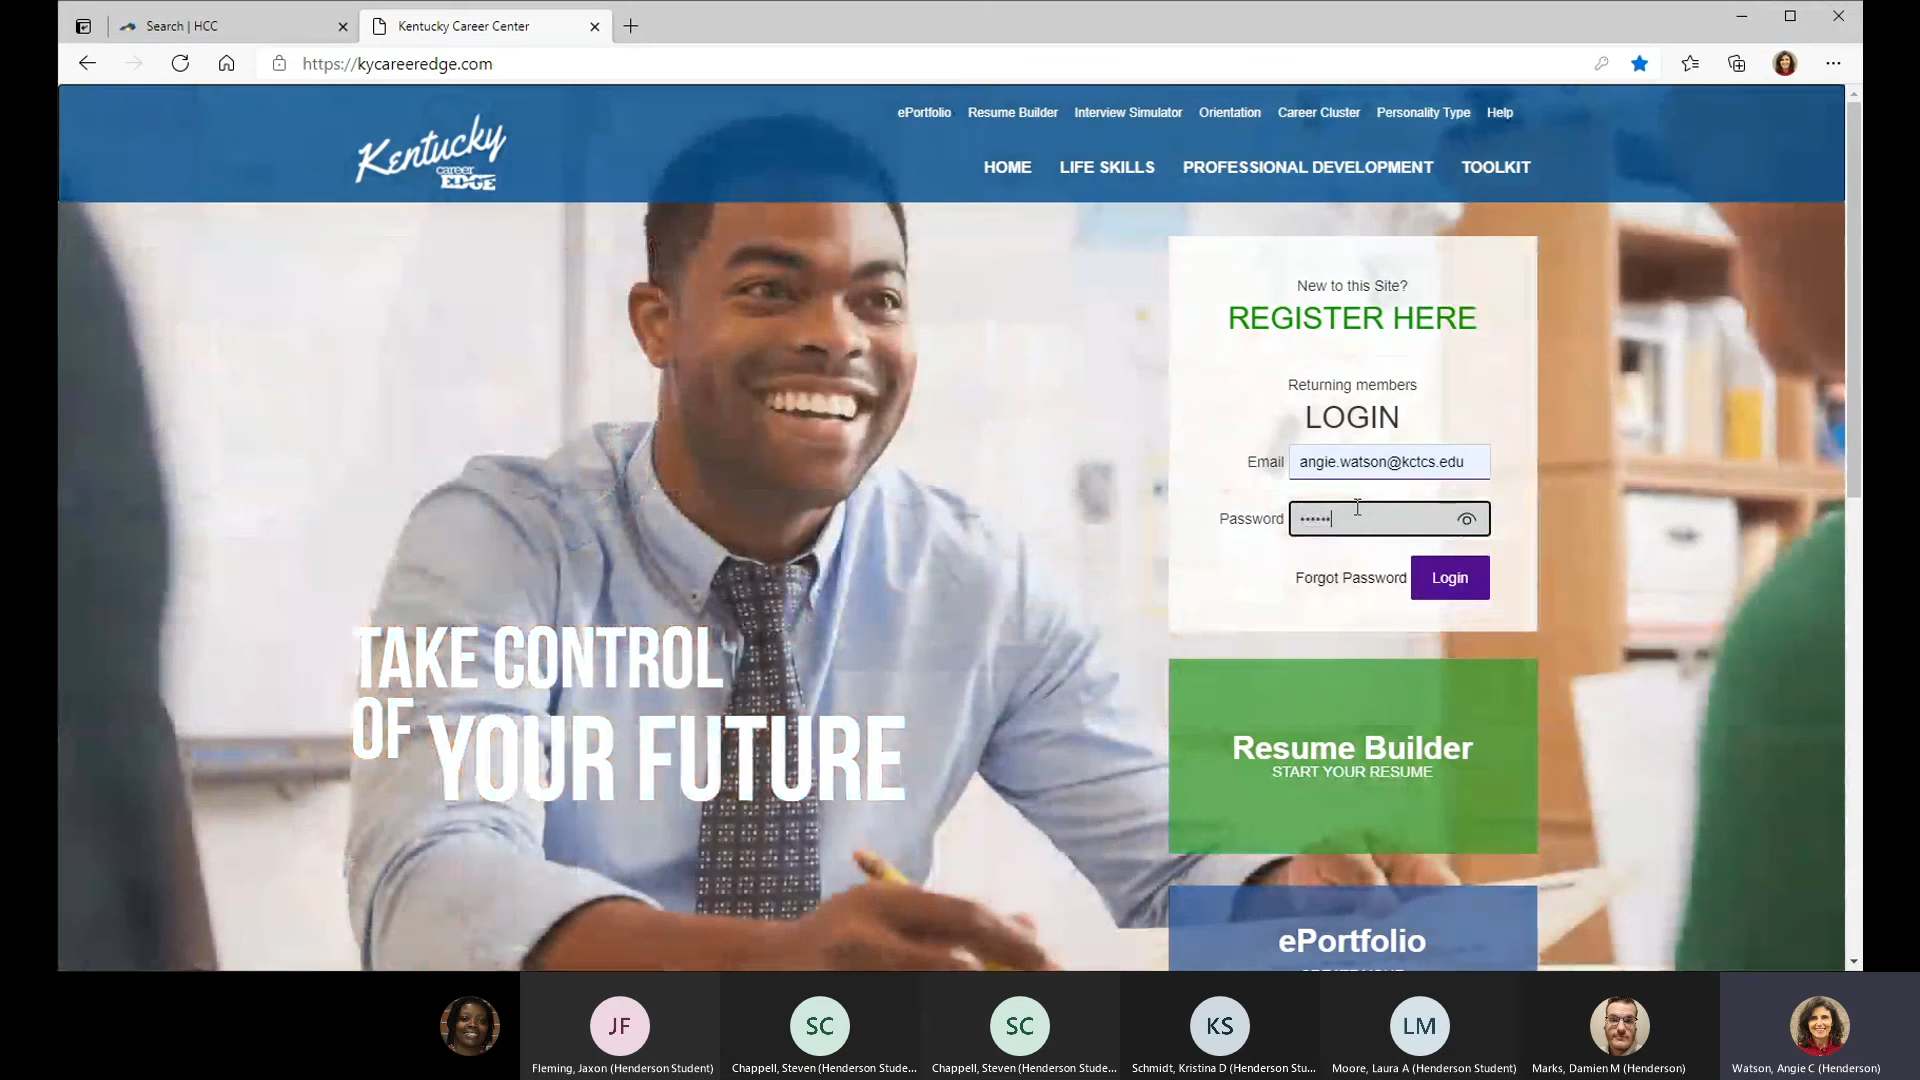 Search | HCC
Kentucky Career Center
https://kycareeredge.com
ePortfolio Resume Builder Interview Simulator Orientation Career Cluster Personality Type Help
Kentucky
career
EDGE
HOME LIFE SKILLS PROFESSIONAL DEVELOPMENT TOOLKIT
New to this Site?
REGISTER HERE
Returning members
LOGIN
Email angie.watson@kctcs.edu
Password ••••••
Forgot Password Login
TAKE CONTROL
OF YOUR FUTURE
Resume Builder
START YOUR RESUME
ePortfolio
JF SC SC KS LM
Fleming, Jaxon (Henderson Student) Chappell, Steven (Henderson Stude... Chappell, Steven (Henderson Stude... Schmidt, Kristina D (Henderson Stu... Moore, Laura A (Henderson Student) Marks, Damien M (Henderson) Watson, Angie C (Henderson)